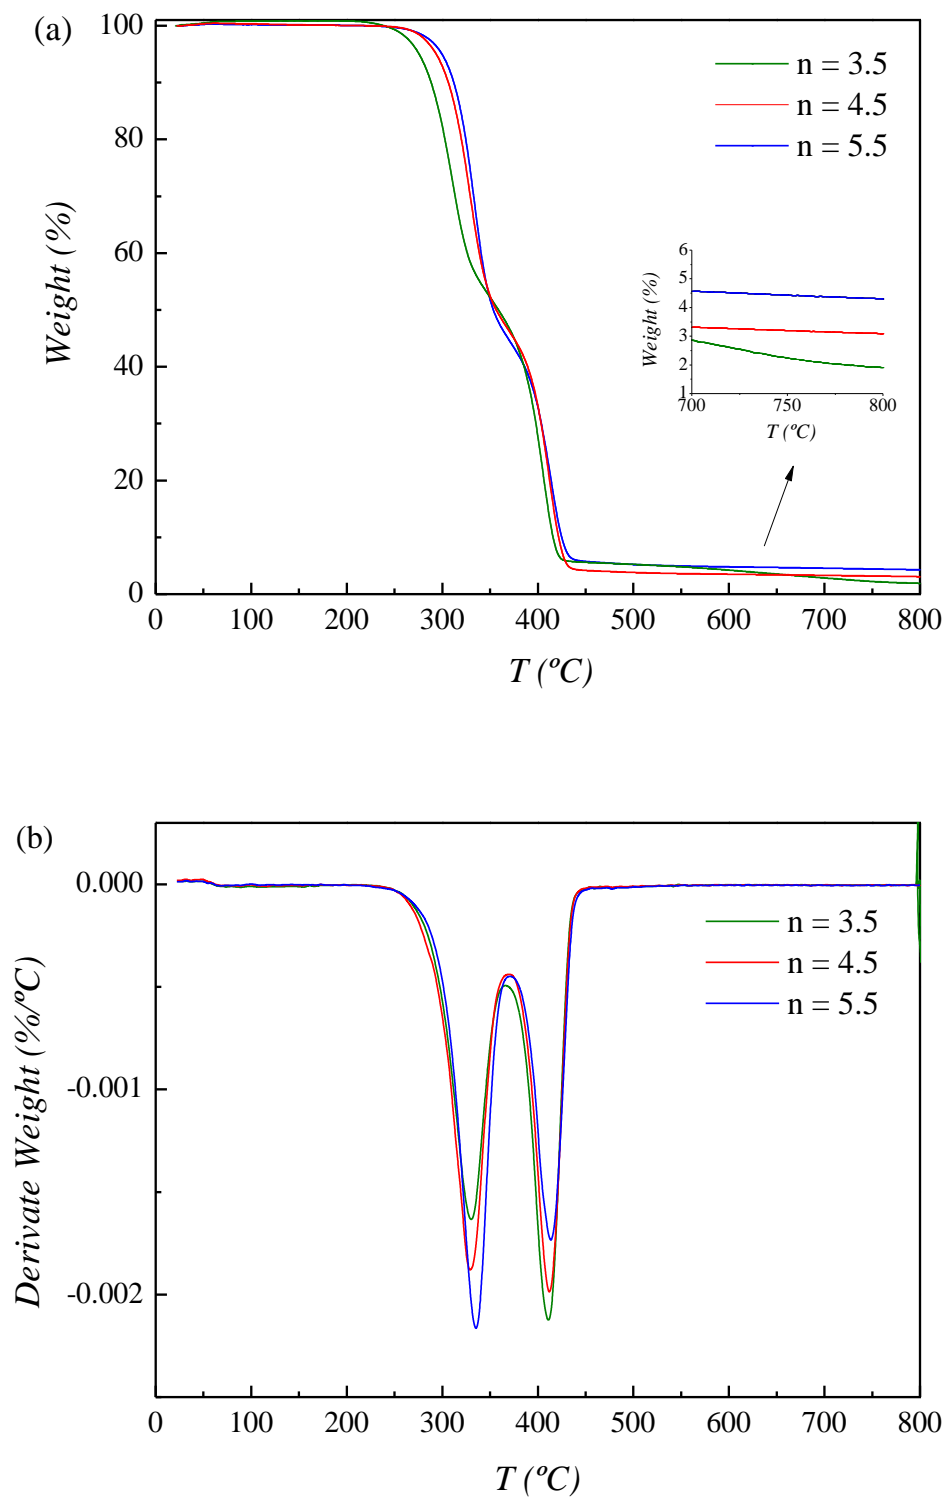 (a)
100
80
60
40
20
0
Weight (%)
n = 3.5
n = 4.5
n = 5.5
6
5
4
3
2
1
Weight (%)
700 750 800
T (ºC)
0 100 200 300 400 500 600 700 800
T (ºC)
(b)
0.000
-0.001
-0.002
Derivate Weight (%/ºC)
n = 3.5
n = 4.5
n = 5.5
0 100 200 300 400 500 600 700 800
T (ºC)